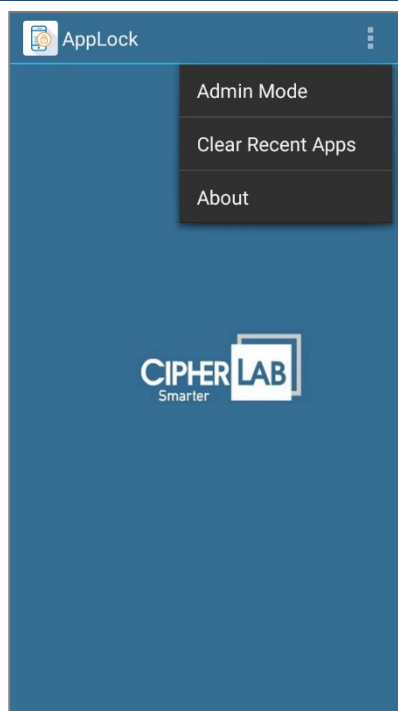 AppLock
Admin Mode
Clear Recent Apps
About
CIPHERLAB
Smarter